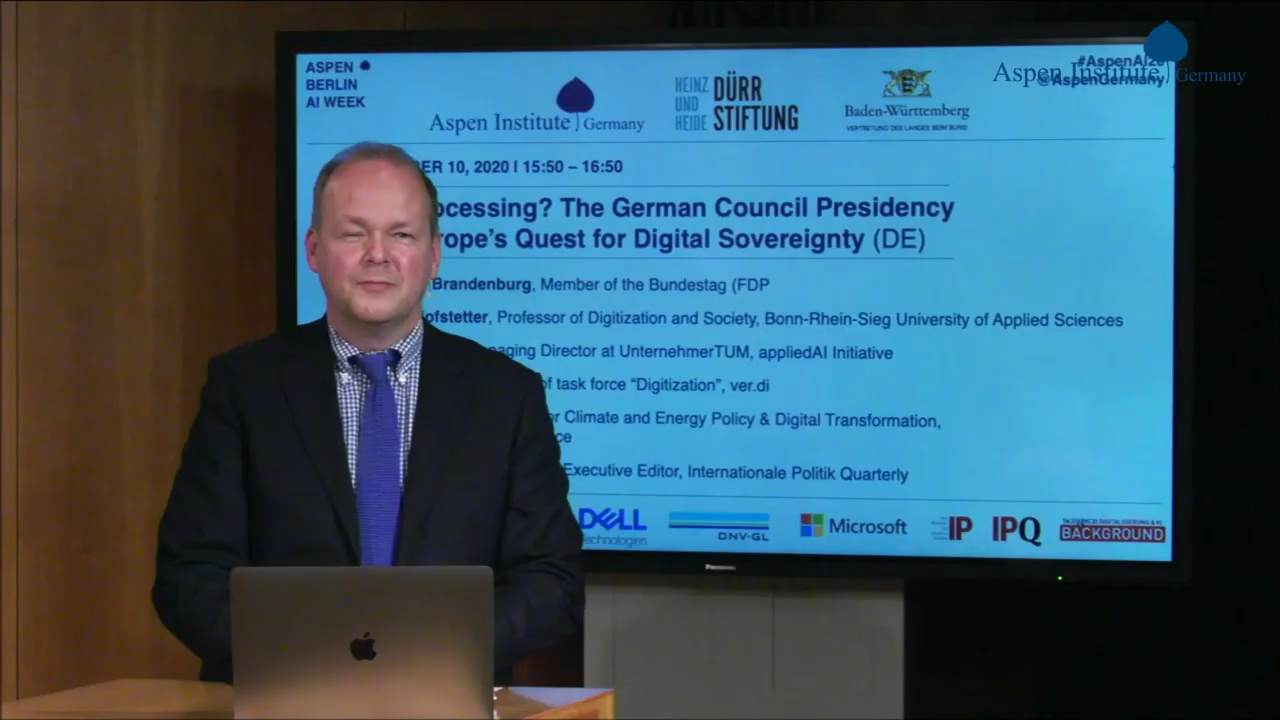 ASPEN
BERLIN
AI WEEK
Aspen Institute Germany
HEINZ
UND
HEIDE
DÜRR
STIFTUNG
Baden-Württemberg
VERTRETUNG DES LANDES BEIM BUND
@AspenGermany
Aspen Institute Germany
ER 10, 2020 I 15:50 – 16:50
ocessing? The German Council Presidency
ope's Quest for Digital Sovereignty (DE)
Brandenburg, Member of the Bundestag (FDP
ofstetter, Professor of Digitization and Society, Bonn-Rhein-Sieg University of Applied Sciences
aging Director at UnternehmerTUM, appliedAI Initiative
of task force “Digitization”, ver.di
or Climate and Energy Policy & Digital Transformation,
ce
Executive Editor, Internationale Politik Quarterly
DELL
Technologies
DNV·GL
Microsoft
IP
IPQ
BACKGROUND
Panasonic